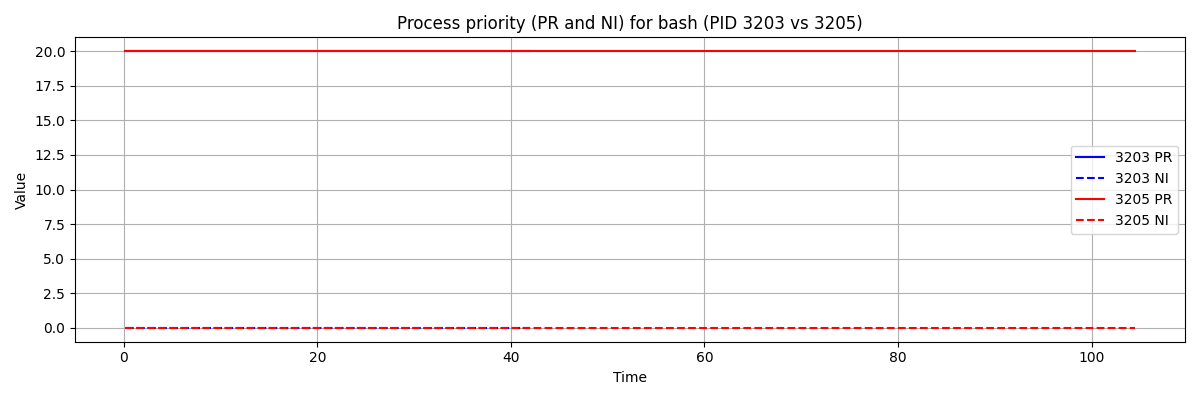 Process priority (PR and NI) for bash (PID 3203 vs 3205)
20.0
17.5
15.0
12.5
10.0
7.5
5.0
2.5
0.0
Value
3203 PR
3203 NI
3205 PR
3205 NI
0 20 40 60 80 100
Time